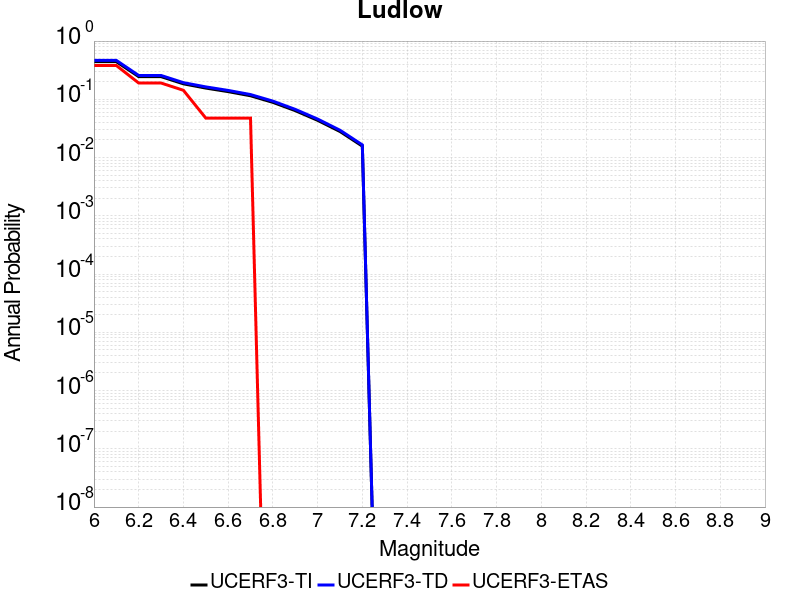 Ludlow
10^0
10^-1
10^-2
10^-3
10^-4
10^-5
10^-6
10^-7
10^-8
Annual Probability
6 6.2 6.4 6.6 6.8 7 7.2 7.4 7.6 7.8 8 8.2 8.4 8.6 8.8 9
Magnitude
UCERF3-TI UCERF3-TD UCERF3-ETAS